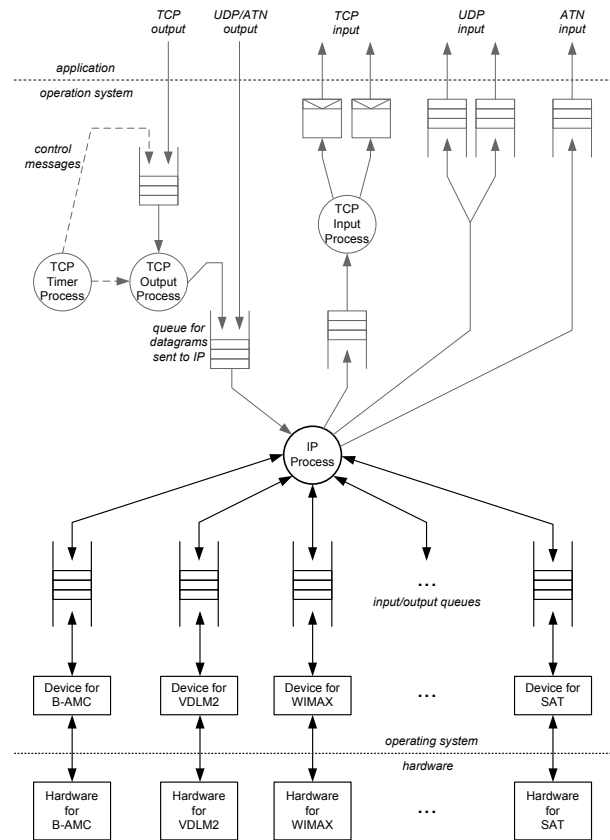 TCP output
UDP/ATN output
TCP input
UDP input
ATN input
application
operation system
control messages
TCP Timer Process
TCP Output Process
TCP Input Process
queue for datagrams sent to IP
IP Process
...
input/output queues
Device for B-AMC
Device for VDLM2
Device for WIMAX
...
Device for SAT
operating system
hardware
Hardware for B-AMC
Hardware for VDLM2
Hardware for WIMAX
...
Hardware for SAT